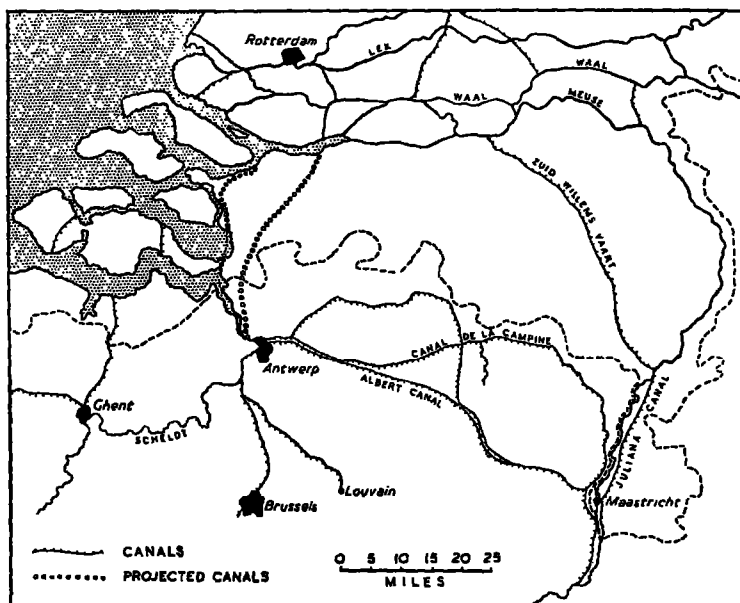 Rotterdam
LEK
WAAL
WAAL
MEUSE
ZUID WILLEMS VAART
CANAL DE LA CAMPINE
Antwerp
ALBERT CANAL
JULIANA CANAL
Ghent
SCHELDE
Louvain
Brussels
Maastricht
CANALS
PROJECTED CANALS
0 5 10 15 20 25
MILES